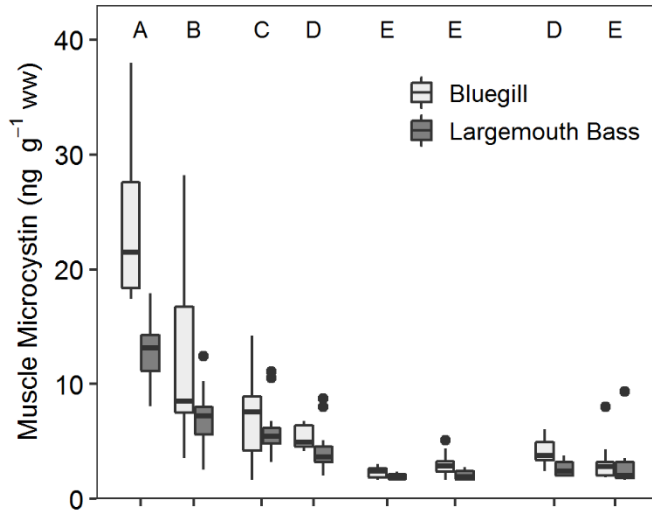 A B C D E E D E
Bluegill
Largemouth Bass
Muscle Microcystin (ng g⁻¹ ww)
40
30
20
10
0